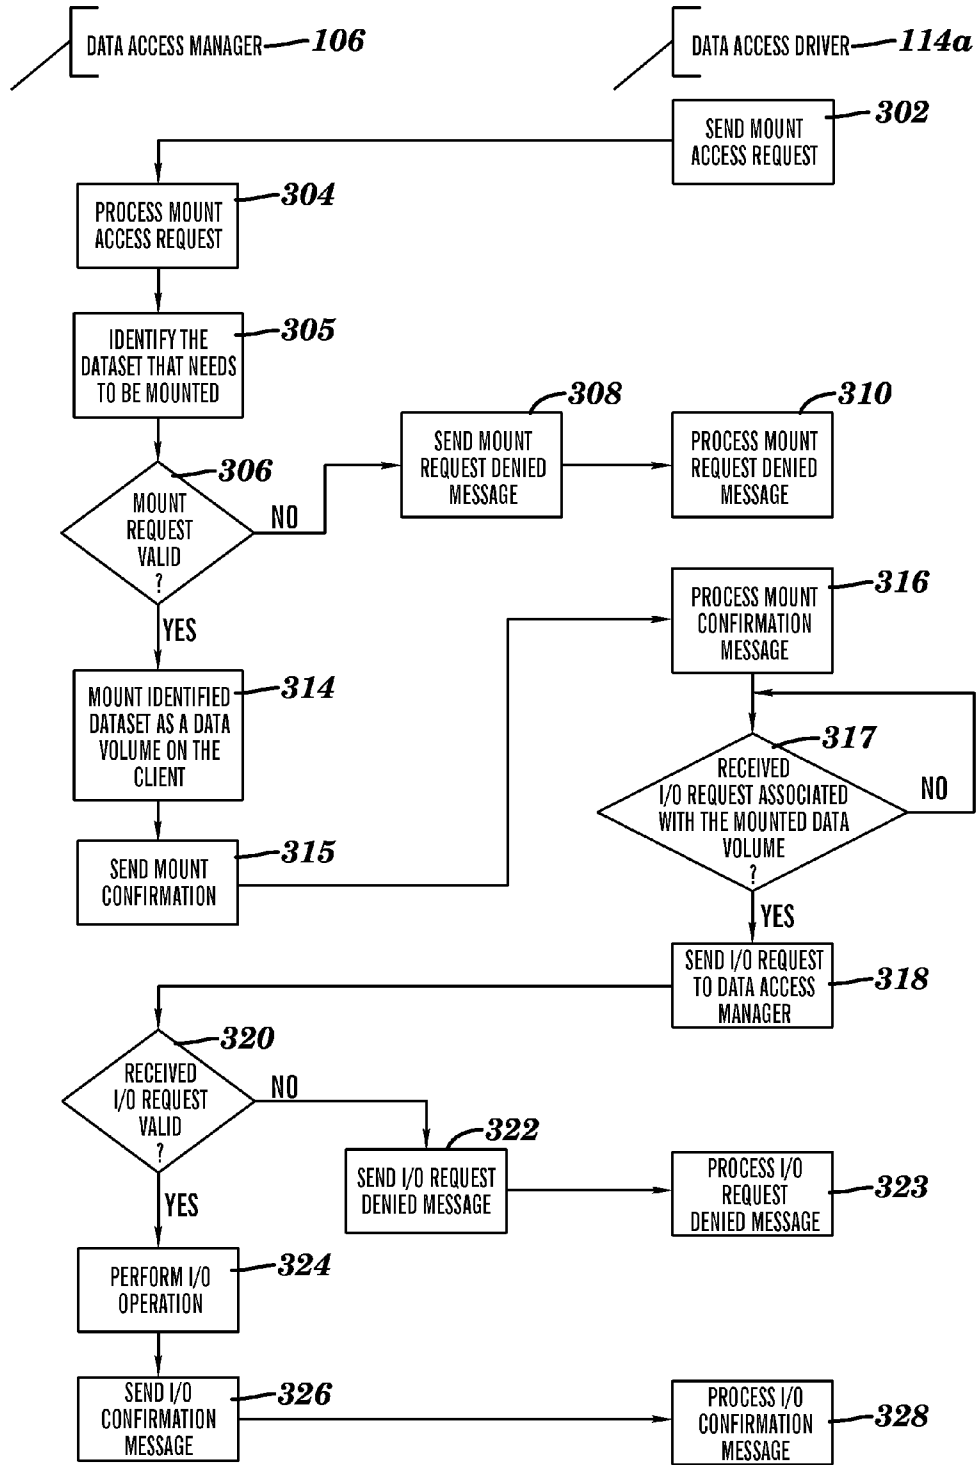 DATA ACCESS MANAGER 106
DATA ACCESS DRIVER 114a
302
SEND MOUNT
ACCESS REQUEST
304
PROCESS MOUNT
ACCESS REQUEST
305
IDENTIFY THE
DATASET THAT NEEDS
TO BE MOUNTED
306
MOUNT
REQUEST
VALID
?
NO
308
SEND MOUNT
REQUEST DENIED
MESSAGE
310
PROCESS MOUNT
REQUEST DENIED
MESSAGE
YES
314
MOUNT IDENTIFIED
DATASET AS A DATA
VOLUME ON THE
CLIENT
315
SEND MOUNT
CONFIRMATION
316
PROCESS MOUNT
CONFIRMATION
MESSAGE
317
RECEIVED
I/O REQUEST ASSOCIATED
WITH THE MOUNTED DATA
VOLUME
?
NO
YES
318
SEND I/O REQUEST
TO DATA ACCESS
MANAGER
320
RECEIVED
I/O REQUEST
VALID
?
NO
322
SEND I/O REQUEST
DENIED MESSAGE
323
PROCESS I/O
REQUEST
DENIED MESSAGE
YES
324
PERFORM I/O
OPERATION
326
SEND I/O
CONFIRMATION
MESSAGE
328
PROCESS I/O
CONFIRMATION
MESSAGE